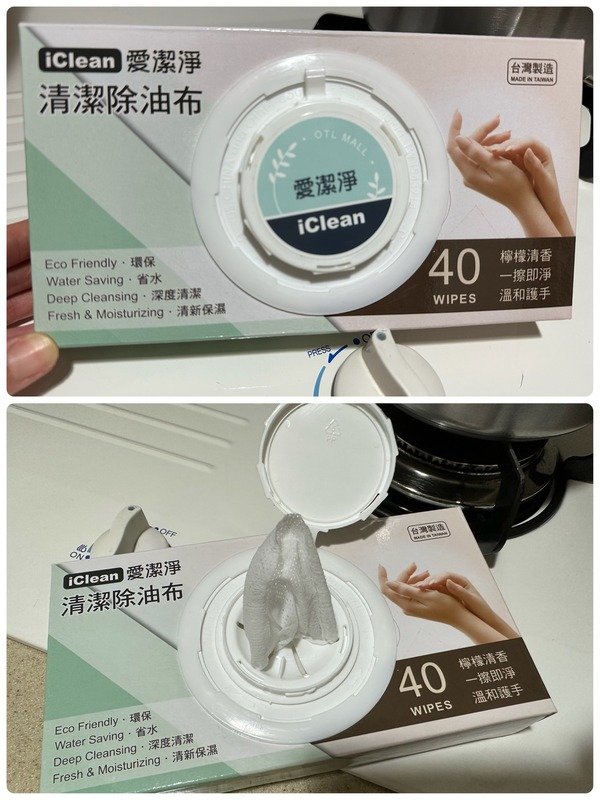 iClean 愛潔淨
清潔除油布
台灣製造
MADE IN TAIWAN
OTL MALL
愛潔淨
iClean
Eco Friendly · 環保
Water Saving · 省水
Deep Cleansing · 深度清潔
Fresh & Moisturizing · 清新保濕
40
WIPES
檸檬清香
一擦即淨
溫和護手
PRESS
OFF
ON
iClean 愛潔淨
清潔除油布
台灣製造
MADE IN TAIWAN
Eco Friendly · 環保
Water Saving · 省水
Deep Cleansing · 深度清潔
Fresh & Moisturizing · 清新保濕
40
WIPES
檸檬清香
一擦即淨
溫和護手